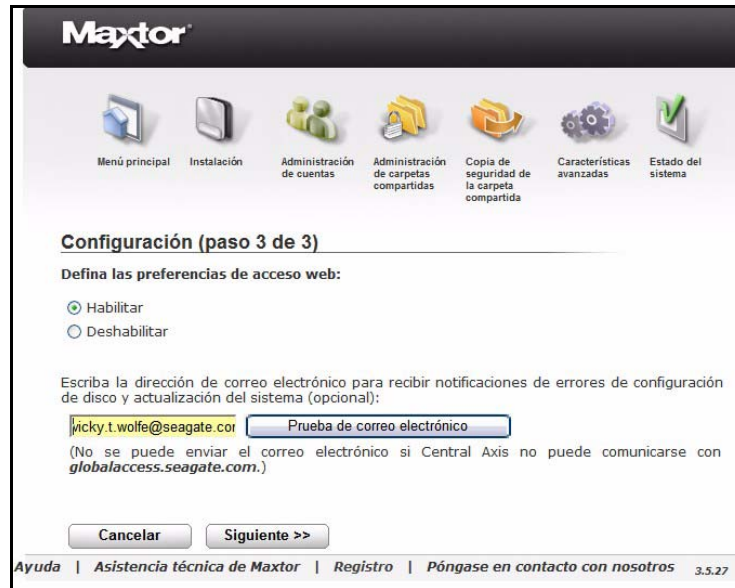 Maxtor
Menú principal
Instalación
Administración
de cuentas
Administración
de carpetas
compartidas
Copia de
seguridad de
la carpeta
compartida
Características
avanzadas
Estado del
sistema
Configuración (paso 3 de 3)
Defina las preferencias de acceso web:
Habilitar
Deshabilitar
Escriba la dirección de correo electrónico para recibir notificaciones de errores de configuración
de disco y actualización del sistema (opcional):
vicky.t.wolfe@seagate.cor Prueba de correo electrónico
(No se puede enviar el correo electrónico si Central Axis no puede comunicarse con
globalaccess.seagate.com.)
Cancelar Siguiente >>
Ayuda | Asistencia técnica de Maxtor | Registro | Póngase en contacto con nosotros 3.5.27